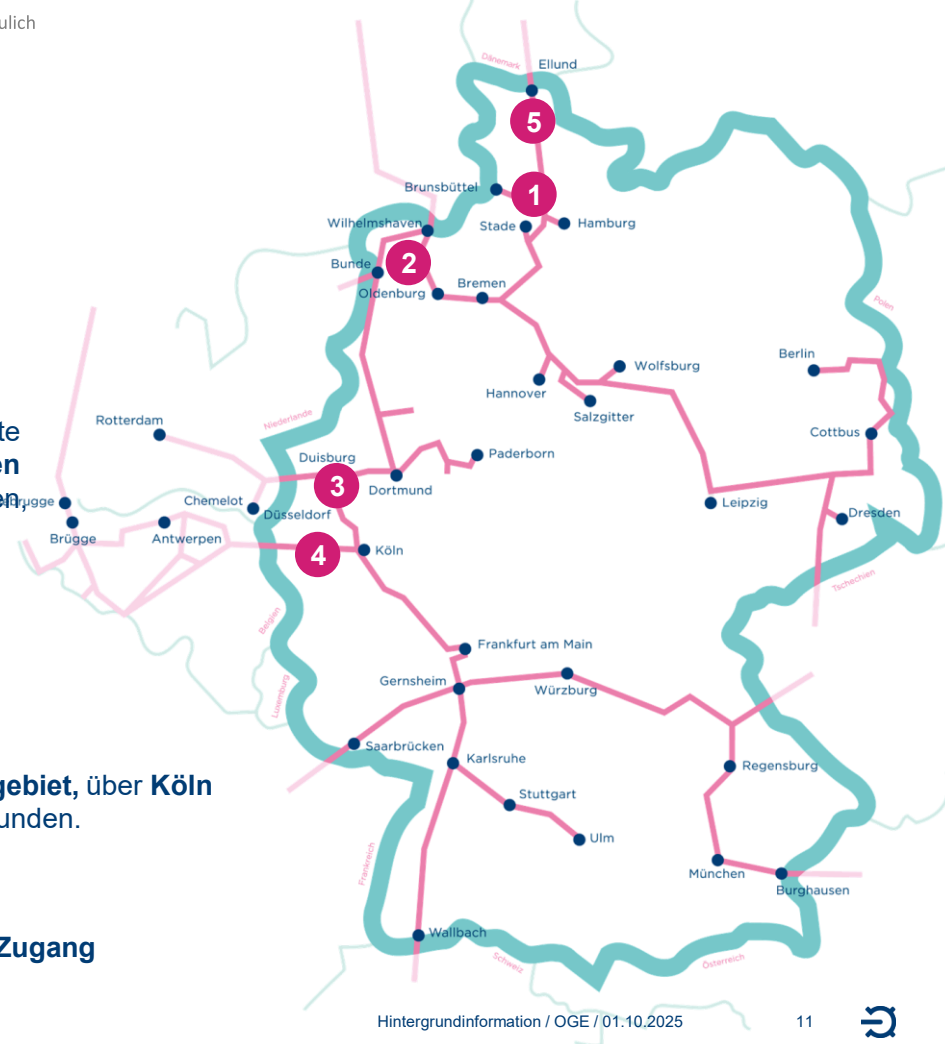 ulich
Dänemark
Ellund
5
Brunsbüttel
1
Wilhelmshaven
Stade
Hamburg
2
Bunde
Oldenburg
Bremen
Polen
Berlin
Wolfsburg
Hannover
Salzgitter
Rotterdam
Niederlande
te
Cottbus
Duisburg
Paderborn
en
3
Dortmund
en,
ebrugge
Chemelot
Düsseldorf
Leipzig
Dresden
Brügge
Antwerpen
4
Köln
Tschechien
Belgien
Frankfurt am Main
Gernsheim
Würzburg
Luxenburg
Saarbrücken
Karlsruhe
Regensburg
gebiet, über Köln
Stuttgart
unden.
Ulm
Frankreich
München
Burghausen
Zugang
Wallbach
Schweiz
Österreich
Hintergrundinformation / OGE / 01.10.2025
11